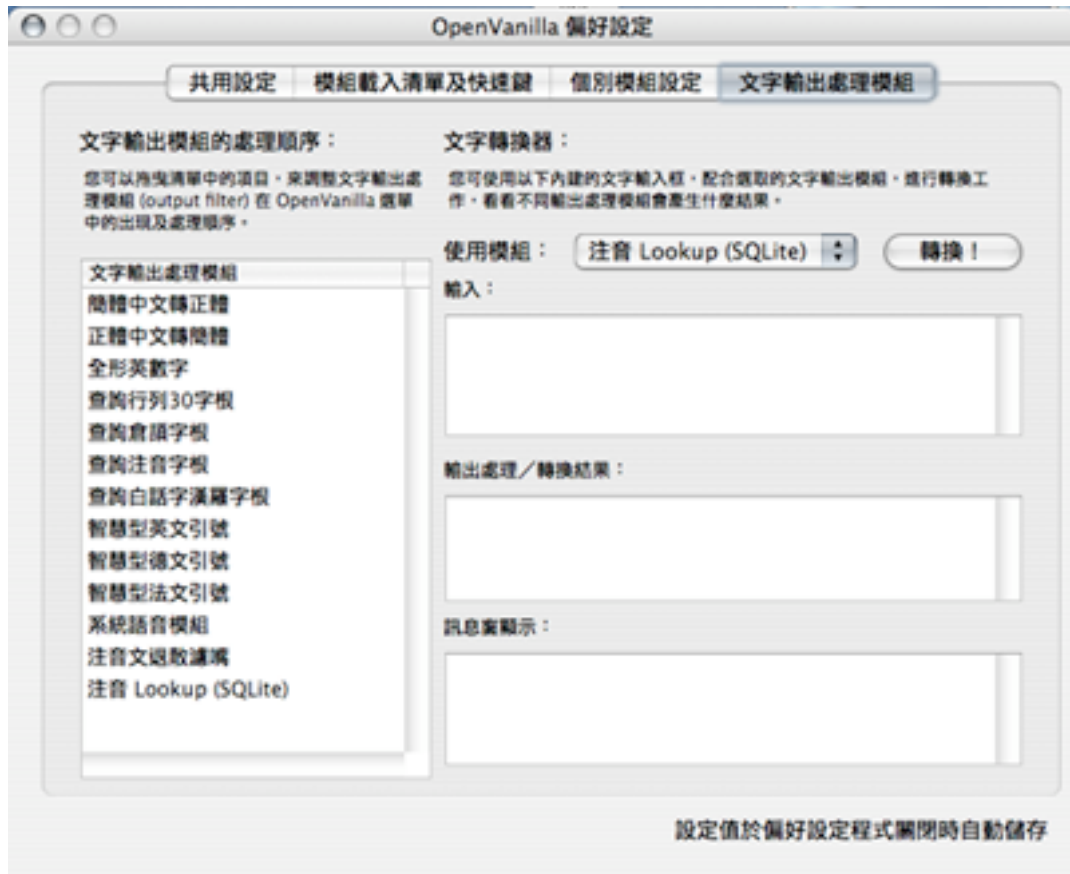 OpenVanilla 偏好設定
共用設定 模組載入清單及快速鍵 個別模組設定 文字輸出處理模組
文字輸出模組的處理順序：
您可以拖曳清單中的項目，來調整文字輸出處
理模組 (output filter) 在 OpenVanilla 選單
中的出現及處理順序。
文字輸出處理模組
簡體中文轉正體
正體中文轉簡體
全形英數字
查詢行列30字根
查詢倉頡字根
查詢注音字根
查詢白話字漢羅字根
智慧型英文引號
智慧型德文引號
智慧型法文引號
系統語音模組
注音文退散濾嘴
注音 Lookup (SQLite)
文字轉換器：
您可使用以下內建的文字輸入框，配合選取的文字輸出模組，進行轉換工
作，看看不同輸出處理模組會產生什麼結果。
使用模組： 注音 Lookup (SQLite) 轉換！
輸入：
輸出處理／轉換結果：
訊息窗顯示：
設定值於偏好設定程式關閉時自動儲存